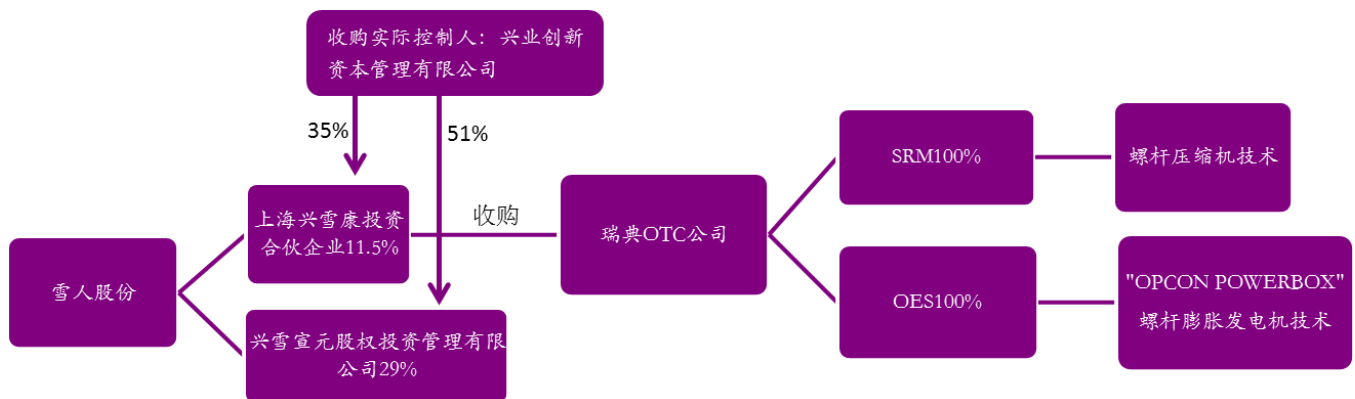 收购实际控制人：兴业创新
资本管理有限公司
35%
51%
上海兴雪康投资
合伙企业11.5%
收购
雪人股份
兴雪宣元股权投资管理有限
公司29%
瑞典OTC公司
SRM100%
螺杆压缩机技术
OES100%
"OPCON POWERBOX"
螺杆膨胀发电机技术